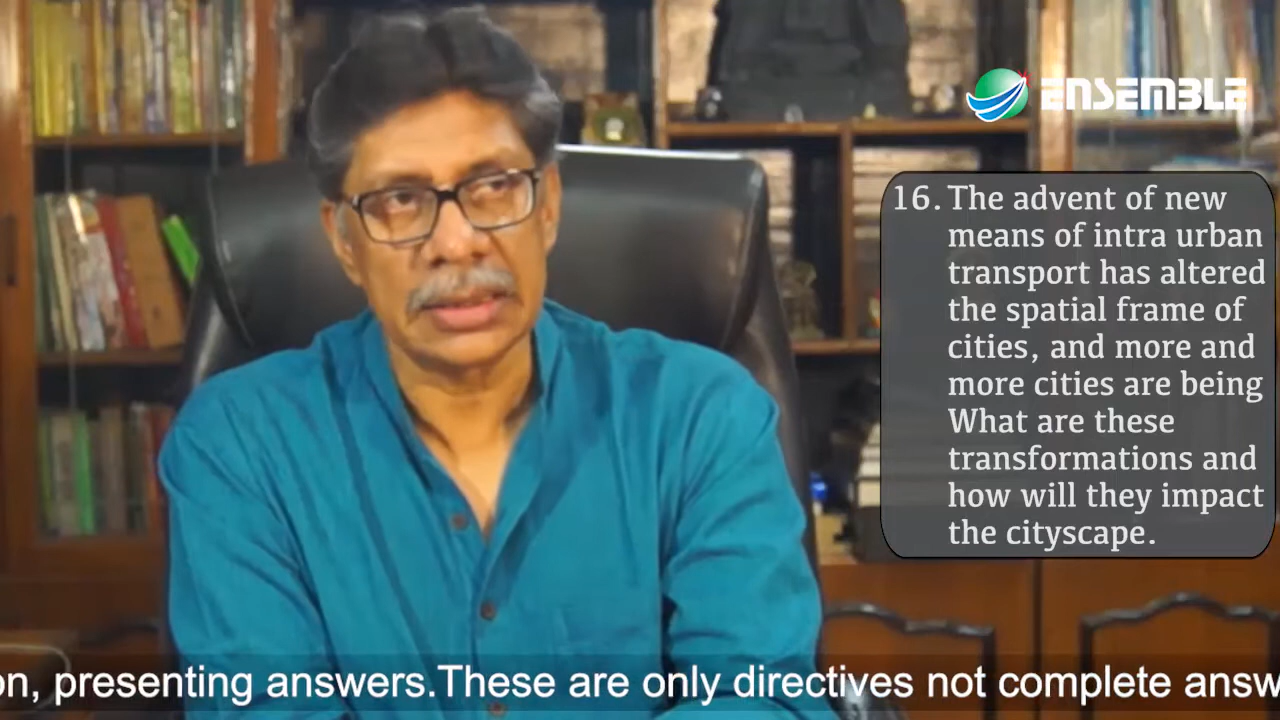 ENSEMBLE
16. The advent of new
means of intra urban
transport has altered
the spatial frame of
cities, and more and
more cities are being
What are these
transformations and
how will they impact
the cityscape.
on, presenting answers.These are only directives not complete answ